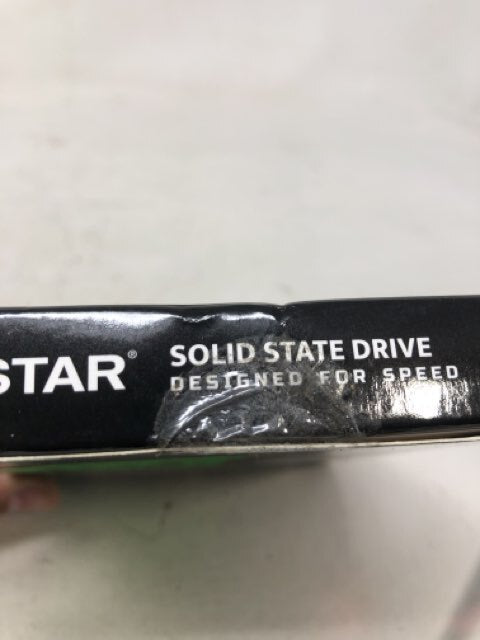 STAR®
SOLID STATE DRIVE
DESIGNED FOR SPEED